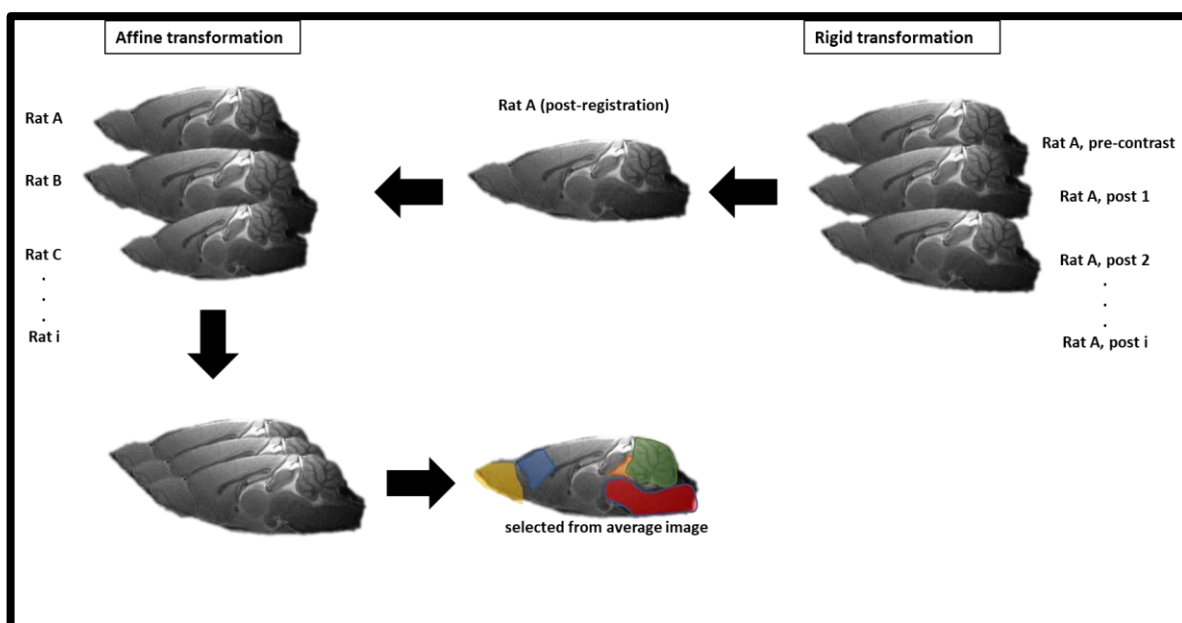 Affine transformation
Rigid transformation
Rat A
Rat B
Rat C
.
.
.
Rat i
Rat A (post-registration)
Rat A, pre-contrast
Rat A, post 1
Rat A, post 2
.
.
.
Rat A, post i
selected from average image